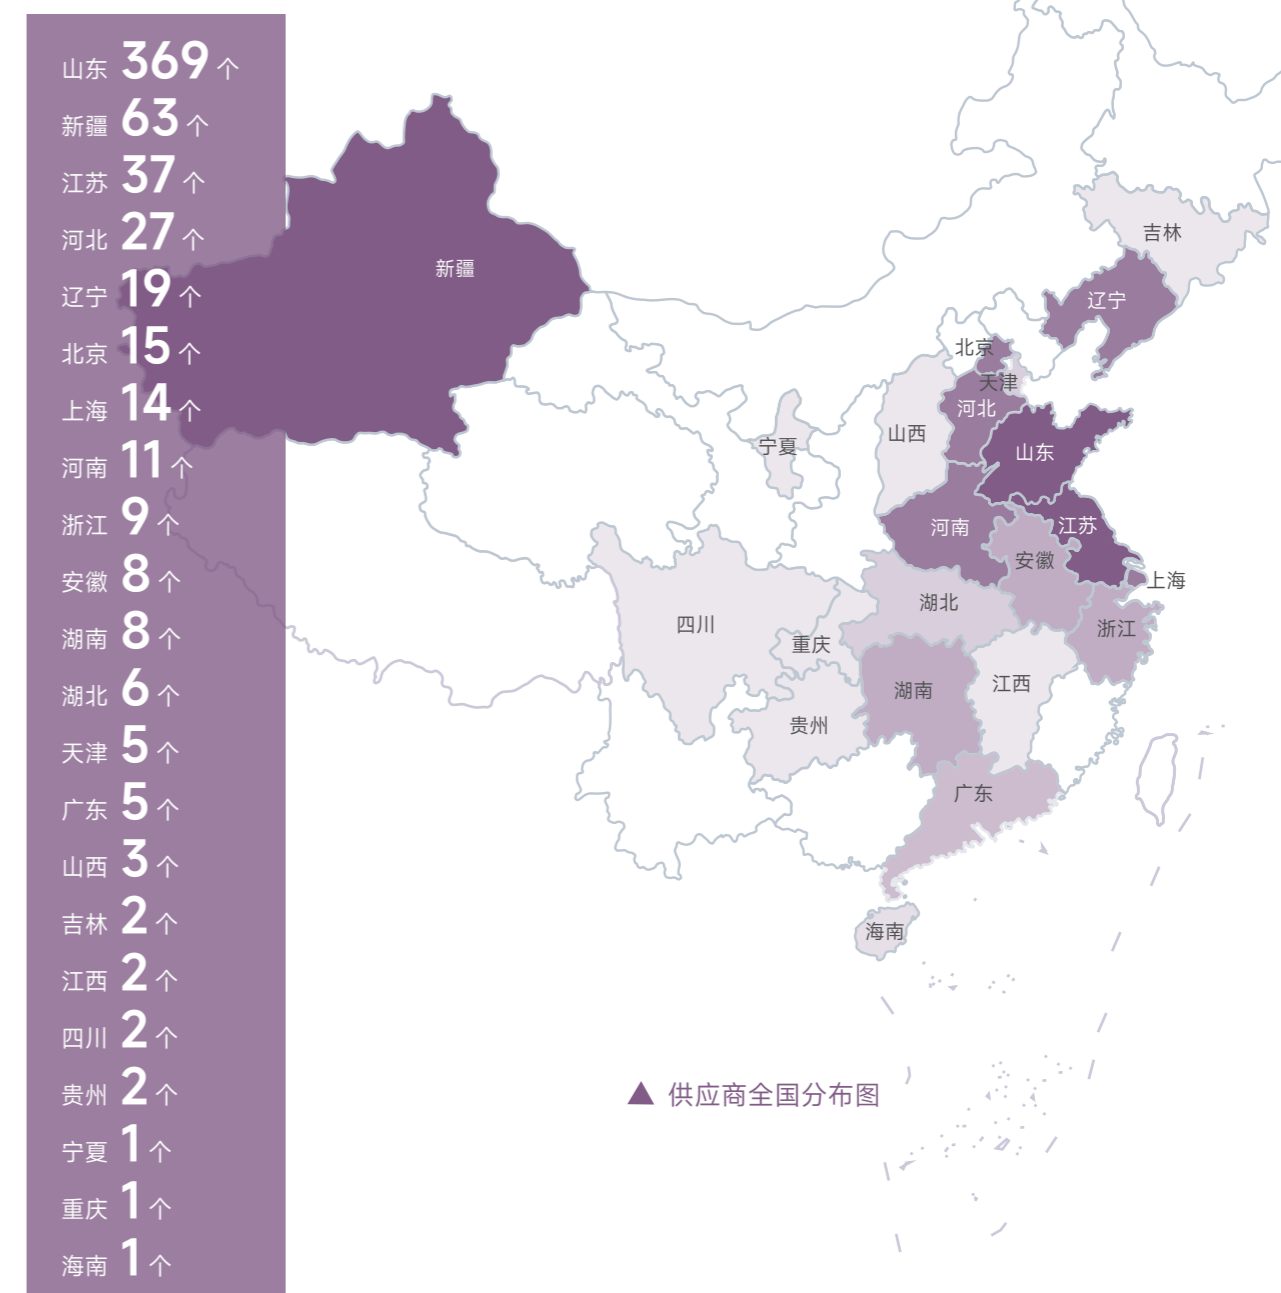 山东 369 个
新疆 63 个
江苏 37 个
河北 27 个
辽宁 19 个
北京 15 个
上海 14 个
河南 11 个
浙江 9 个
安徽 8 个
湖南 8 个
湖北 6 个
天津 5 个
广东 5 个
山西 3 个
吉林 2 个
江西 2 个
四川 2 个
贵州 2 个
宁夏 1 个
重庆 1 个
海南 1 个
吉林
新疆
辽宁
北京
天津
河北
山西
宁夏
山东
河南
江苏
安徽
上海
湖北
四川
浙江
重庆
江西
湖南
贵州
广东
海南
供应商全国分布图